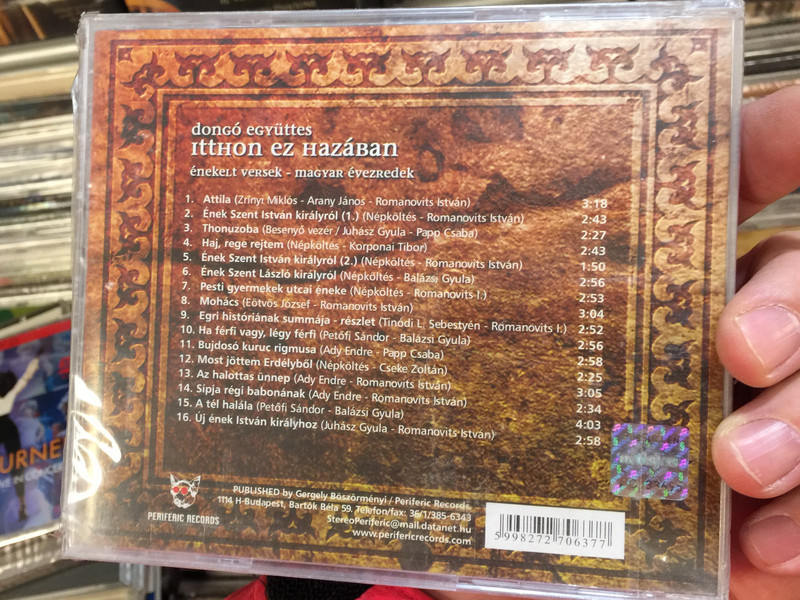 dongó együttes
itthon ez hazában
énekelt versek - magyar évezredek
1. Attila (Zrínyi Miklós - Arany János - Romanovits István) 3:18
2. Ének Szent István királyról (1.) (Népköltés - Romanovits István) 2:43
3. Thonuzoba (Besenyó vezér / Juhász Gyula - Papp Csaba) 2:27
4. Haj, rege rejtem (Népköltés - Korponai Tibor) 2:43
5. Ének Szent István királyról (2.) (Népköltés - Romanovits István) 1:50
6. Ének Szent László királyról (Népköltés - Balázsi Gyula) 2:56
7. Pesti gyermekek utcai éneke (Népköltés - Romanovits I.) 2:53
8. Mohács (Eötvös József - Romanovits István) 3:04
9. Egri históriának summája - részlet (Tinódi L. Sebestyén - Romanovits I.) 2:52
10. Ha férfi vagy, légy férfi (Petőfi Sándor - Balázsi Gyula) 2:56
11. Bujdosó kuruc rigmusa (Ady Endre - Papp Csaba) 2:58
12. Most jöttem Erdélyből (Népköltés - Cseke Zoltán) 2:25
13. Az halottas ünnep (Ady Endre - Romanovits István) 3:05
14. Sípja régi babonának (Ady Endre - Romanovits István) 2:34
15. A tél halála (Petőfi Sándor - Balázsi Gyula) 4:03
16. Új ének István királyhoz (Juhász Gyula - Romanovits István) 2:58
PERIFERIC RECORDS
PUBLISHED by Gergely Böszörményi / Periferic Records
1114 H-Budapest, Bartók Béla 59. Telefon/fax: 36/1/385-6343
StereoPeriferic@mail.datanet.hu
www.perifericrecords.com
5 998272 706377
URNÉ
VE IN CONCER